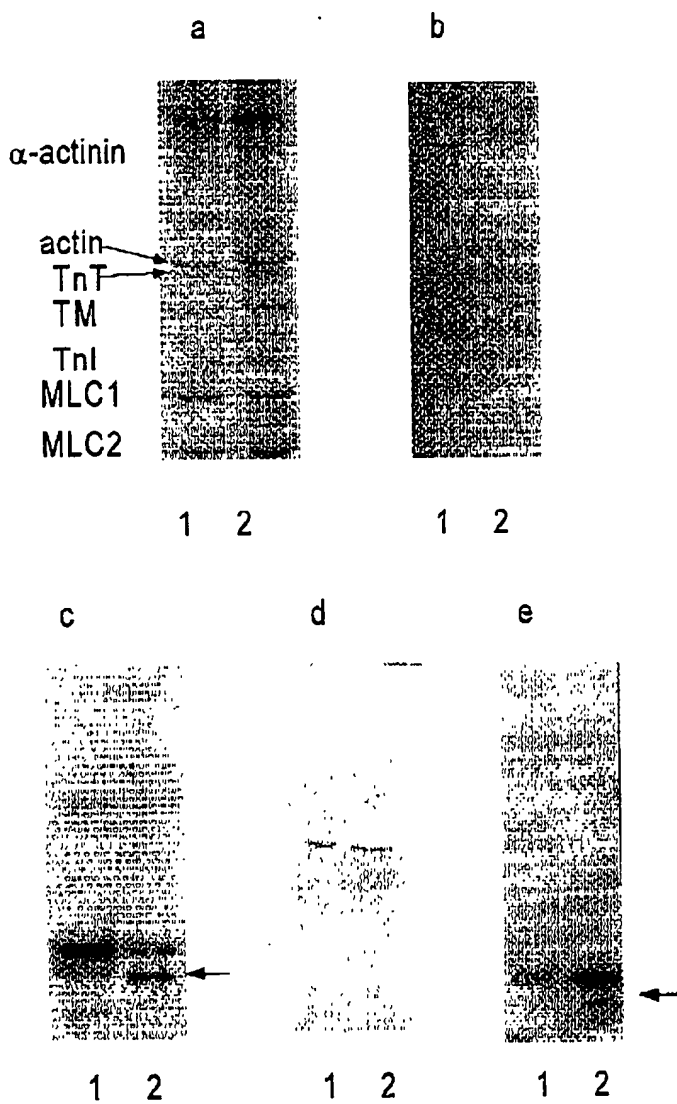 a b
α-actinin
actin
TnT
TM
TnI
MLC1
MLC2
1 2 1 2
c d e
1 2 1 2 1 2